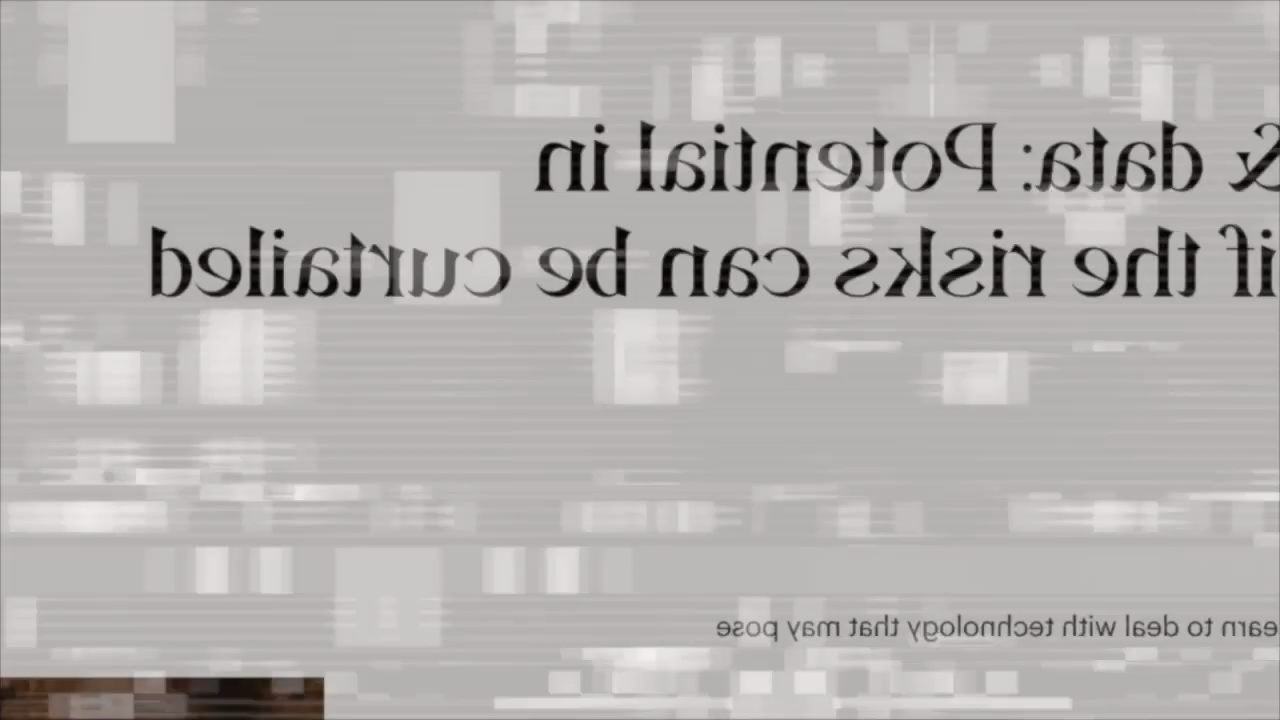 & data: Potential in
if the risks can be curtailed
earn to deal with technology that may pose